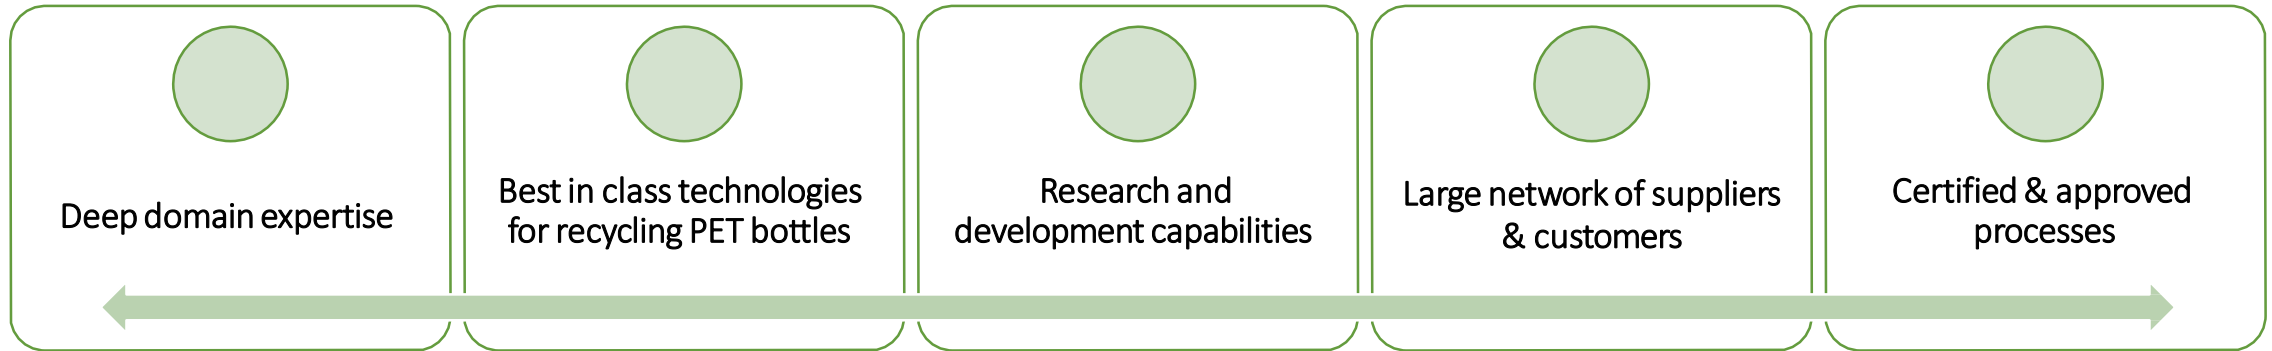 Deep domain expertise
Best in class technologies
for recycling PET bottles
Research and
development capabilities
Large network of suppliers
& customers
Certified & approved
processes